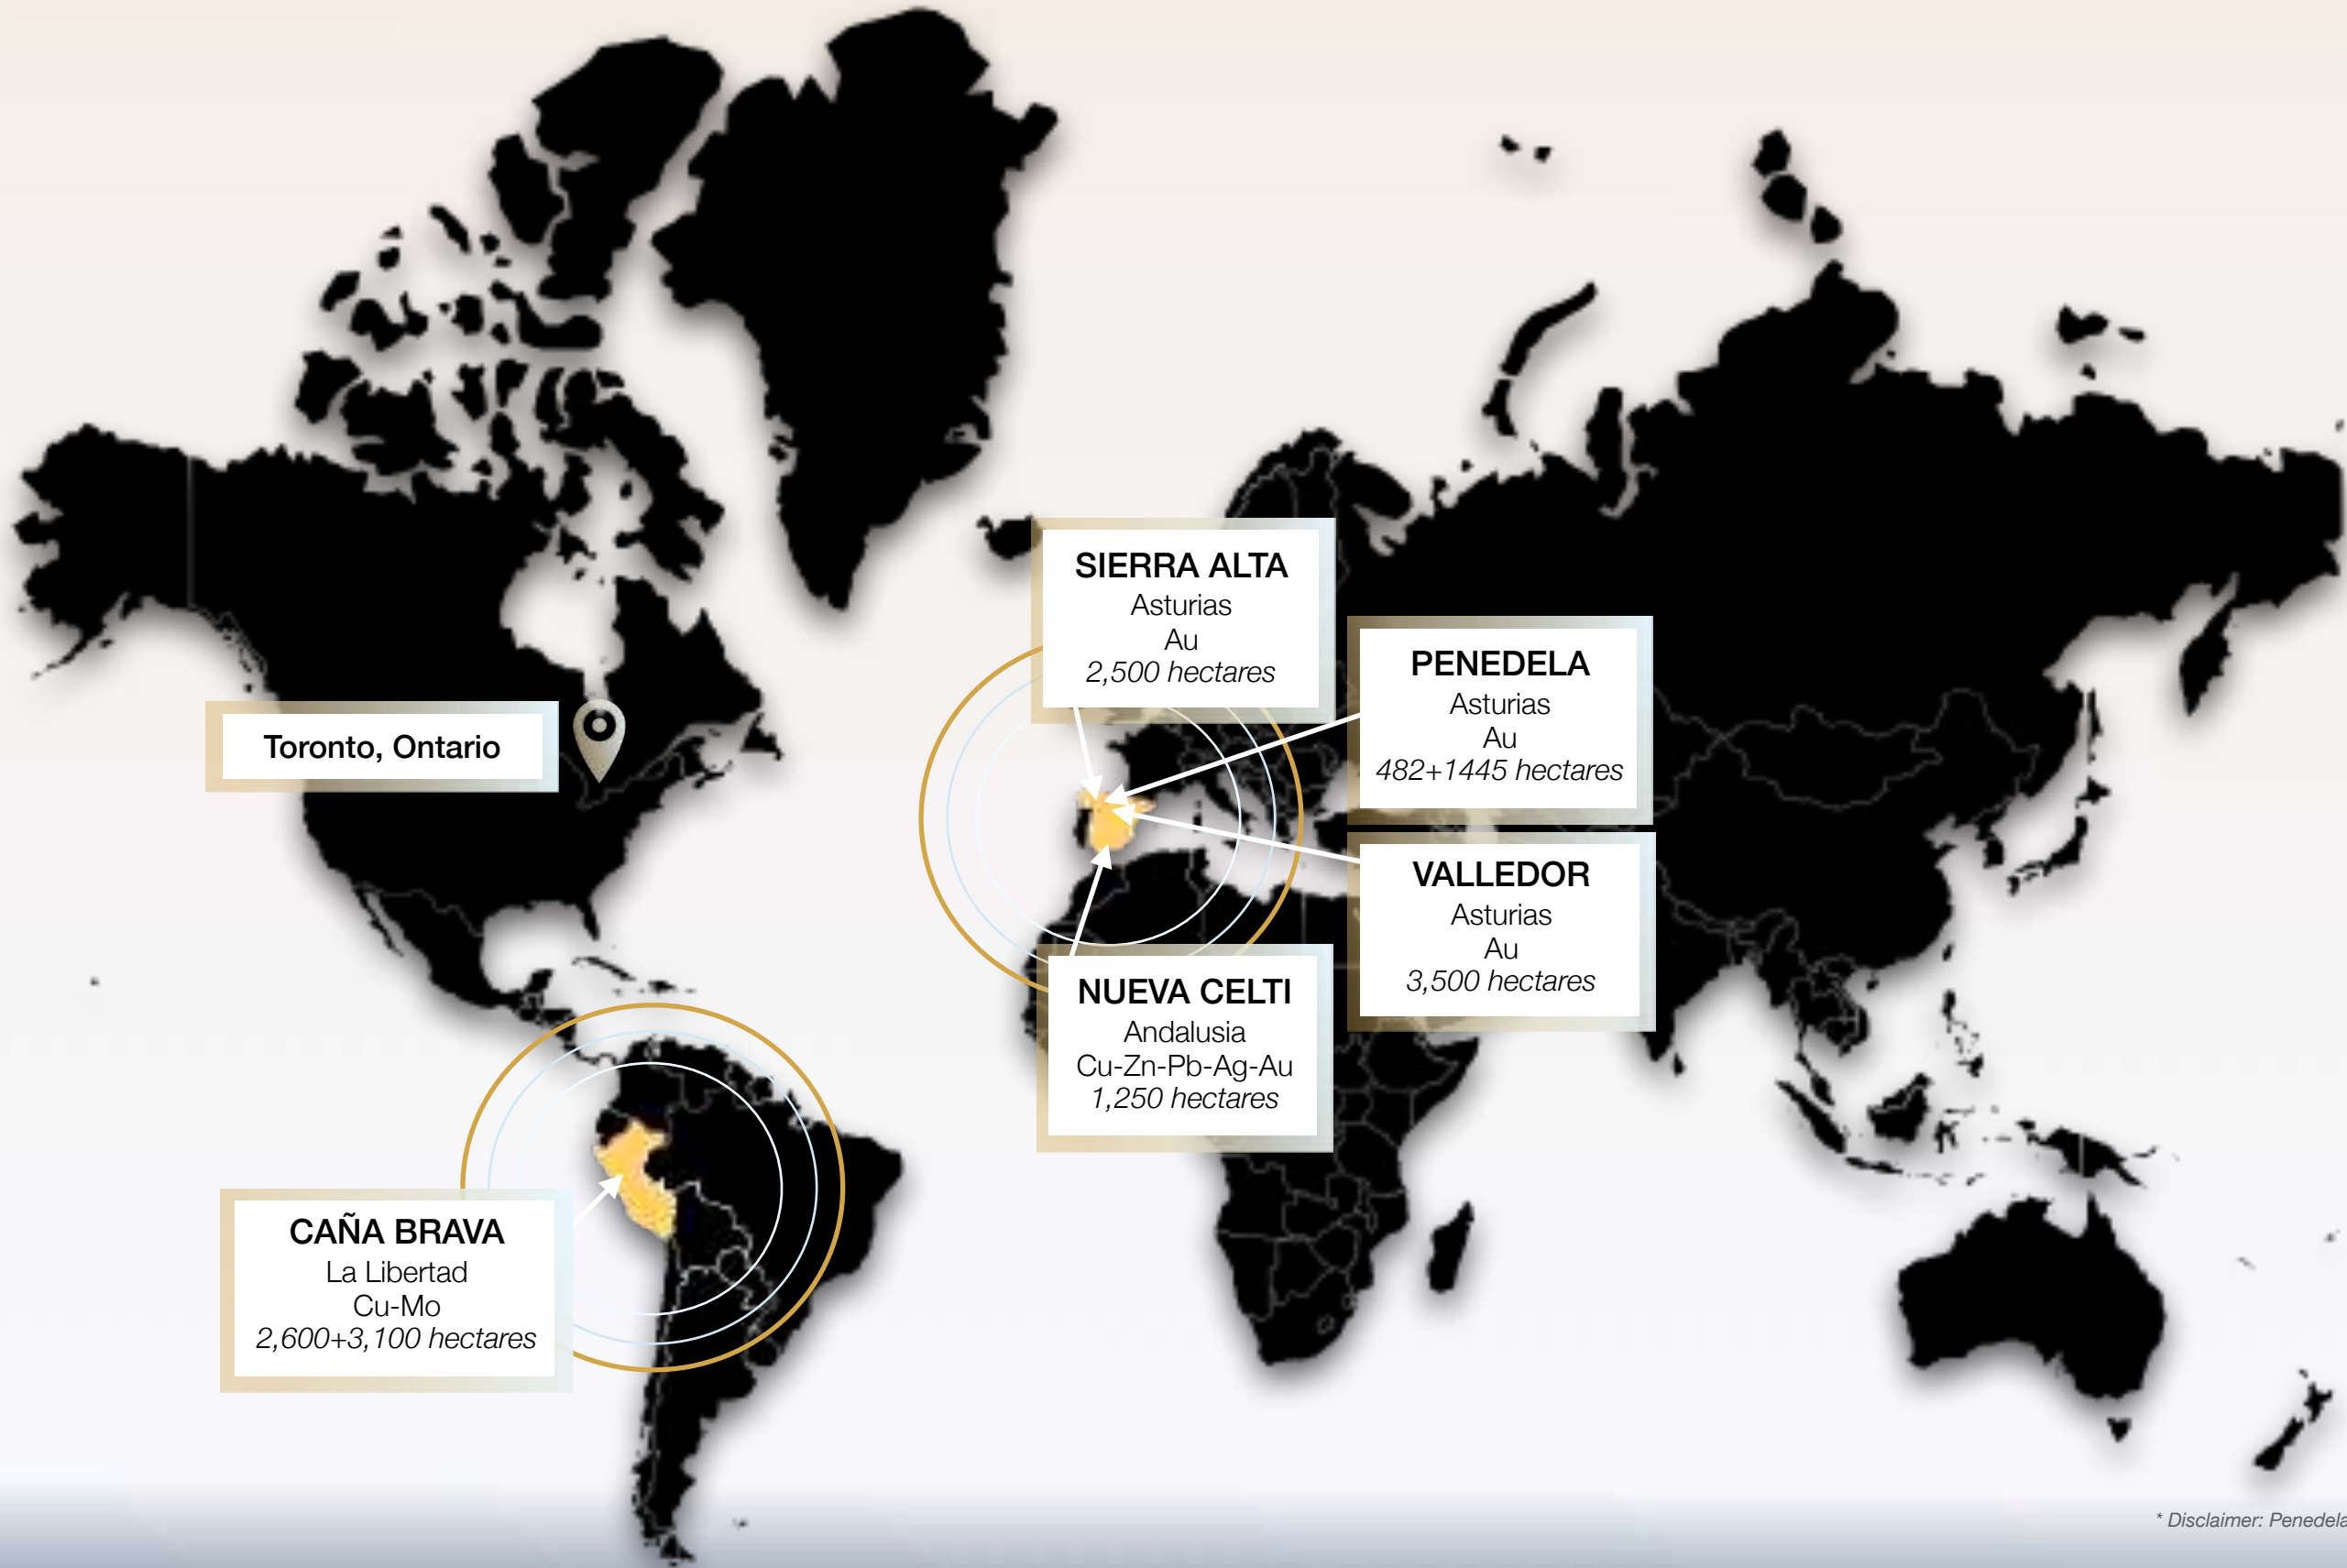 SIERRA ALTA
Asturias
Au
2,500 hectares
PENEDELA
Asturias
Au
482+1445 hectares
Toronto, Ontario
VALLEDOR
Asturias
Au
3,500 hectares
NUEVA CELTI
Andalusia
Cu-Zn-Pb-Ag-Au
1,250 hectares
CAÑA BRAVA
La Libertad
Cu-Mo
2,600+3,100 hectares
* Disclaimer: Penedela